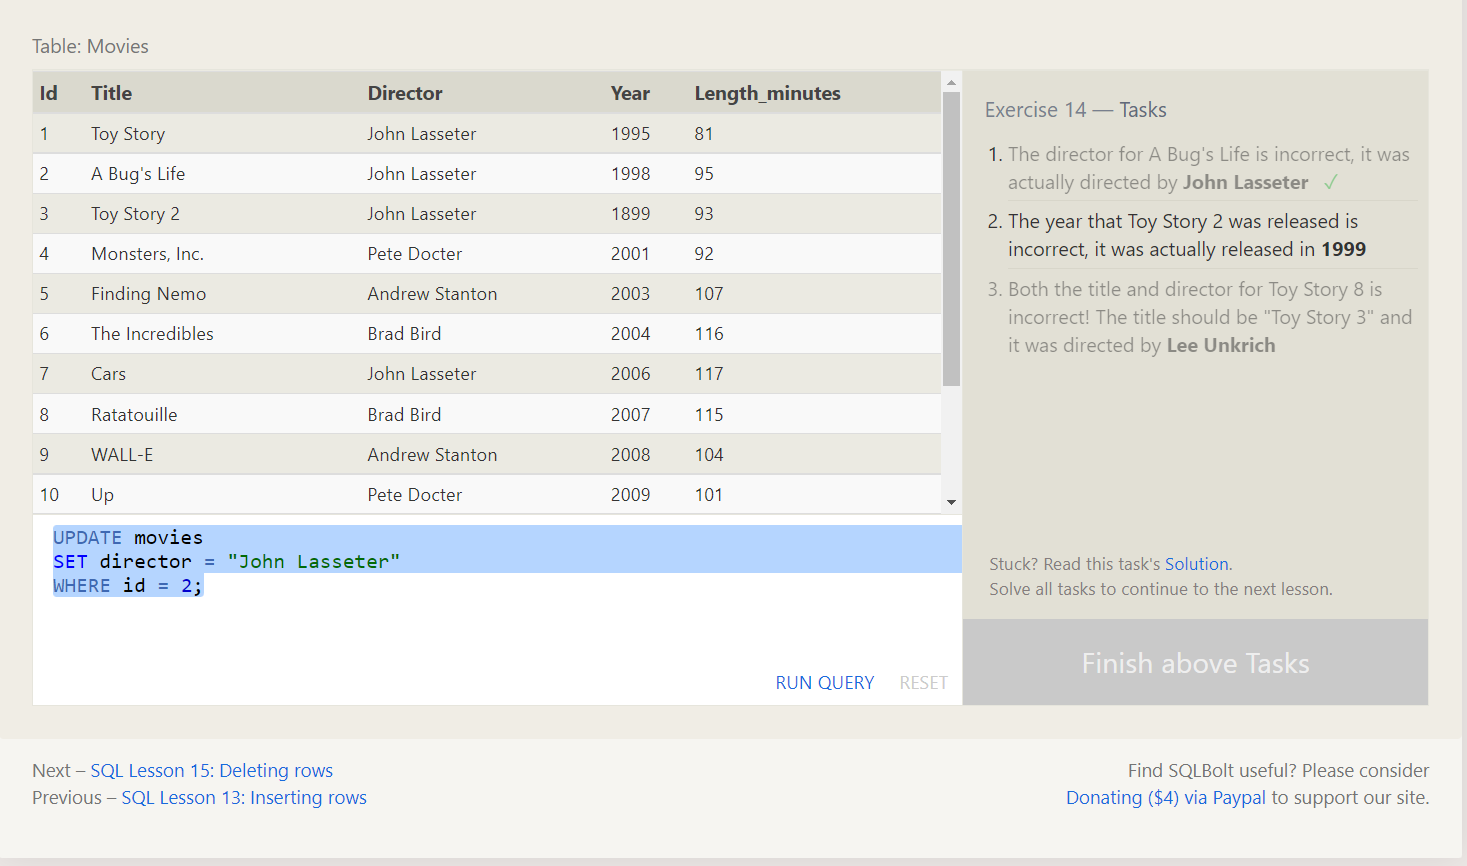 Table: Movies
Id Title Director Year Length_minutes
1 Toy Story John Lasseter 1995 81
2 A Bug's Life John Lasseter 1998 95
3 Toy Story 2 John Lasseter 1899 93
4 Monsters, Inc. Pete Docter 2001 92
5 Finding Nemo Andrew Stanton 2003 107
6 The Incredibles Brad Bird 2004 116
7 Cars John Lasseter 2006 117
8 Ratatouille Brad Bird 2007 115
9 WALL-E Andrew Stanton 2008 104
10 Up Pete Docter 2009 101
UPDATE movies
SET director = "John Lasseter"
WHERE id = 2;
RUN QUERY RESET
Exercise 14 — Tasks
1. The director for A Bug's Life is incorrect, it was
actually directed by John Lasseter ✓
2. The year that Toy Story 2 was released is
incorrect, it was actually released in 1999
3. Both the title and director for Toy Story 8 is
incorrect! The title should be "Toy Story 3" and
it was directed by Lee Unkrich
Stuck? Read this task's Solution.
Solve all tasks to continue to the next lesson.
Finish above Tasks
Next – SQL Lesson 15: Deleting rows
Previous – SQL Lesson 13: Inserting rows
Find SQLBolt useful? Please consider
Donating ($4) via Paypal to support our site.